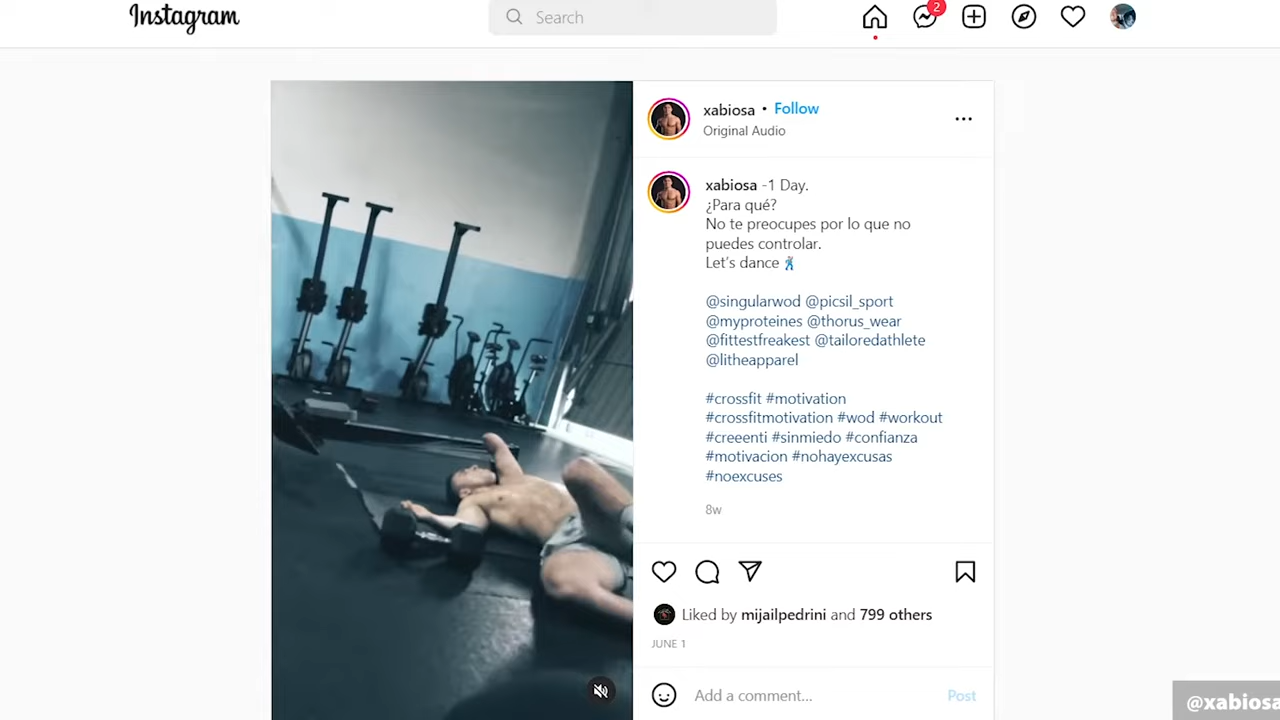 Instagram
Search
2
xabiosa • Follow
Original Audio
xabiosa -1 Day.
¿Para qué?
No te preocupes por lo que no
puedes controlar.
Let's dance 🕺
@singularwod @picsil_sport
@myproteines @thorus_wear
@fittestfreakest @tailoredathlete
@litheapparel
#crossfit #motivation
#crossfitmotivation #wod #workout
#creeenti #sinmiedo #confianza
#motivacion #nohayexcusas
#noexcuses
8w
Liked by mijailpedrini and 799 others
JUNE 1
Add a comment... Post
@xabiosa